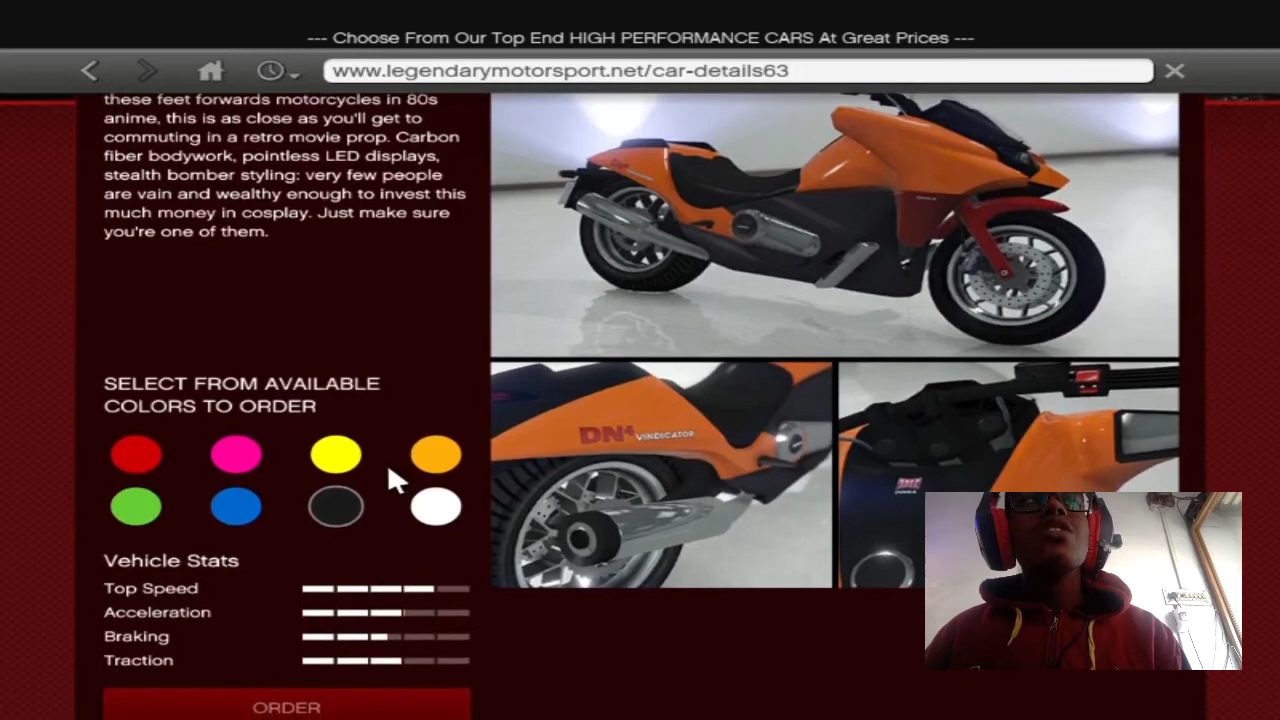 --- Choose From Our Top End HIGH PERFORMANCE CARS At Great Prices ---
www.legendarymotorsport.net/car-details63
these feet forwards motorcycles in 80s
anime, this is as close as you'll get to
commuting in a retro movie prop. Carbon
fiber bodywork, pointless LED displays,
stealth bomber styling: very few people
are vain and wealthy enough to invest this
much money in cosplay. Just make sure
you're one of them.
SELECT FROM AVAILABLE
COLORS TO ORDER
DN4 VINDICATOR
Vehicle Stats
Top Speed
Acceleration
Braking
Traction
ORDER